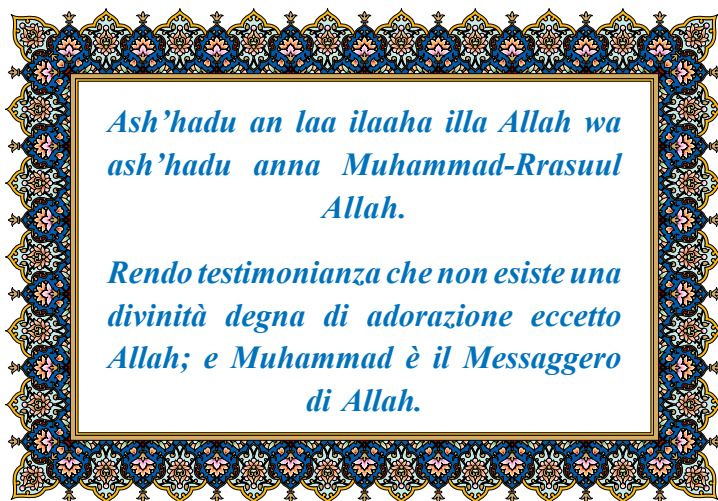 Ash’hadu an laa ilaaha illa Allah wa
ash’hadu anna Muhammad-Rrasuul
Allah.
Rendo testimonianza che non esiste una
divinità degna di adorazione eccetto
Allah; e Muhammad è il Messaggero
di Allah.